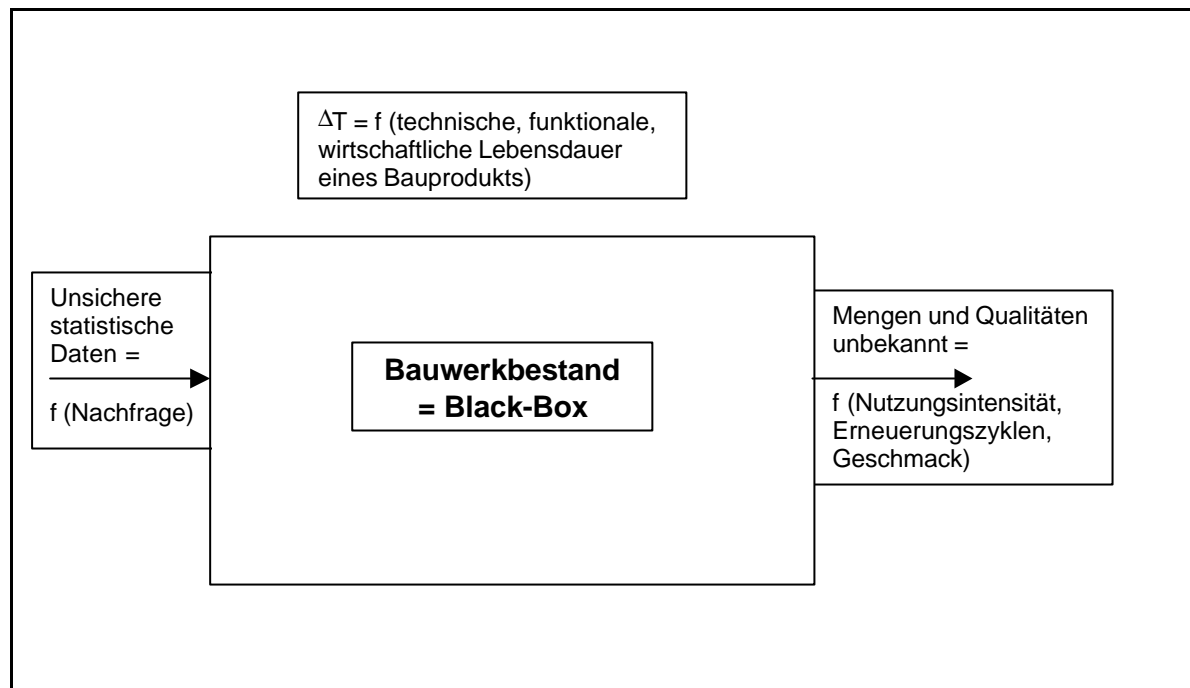 ΔT = f (technische, funktionale,
wirtschaftliche Lebensdauer
eines Bauprodukts)
Unsichere
statistische
Daten =
f (Nachfrage)
Bauwerkbestand
= Black-Box
Mengen und Qualitäten
unbekannt =
f (Nutzungsintensität,
Erneuerungszyklen,
Geschmack)